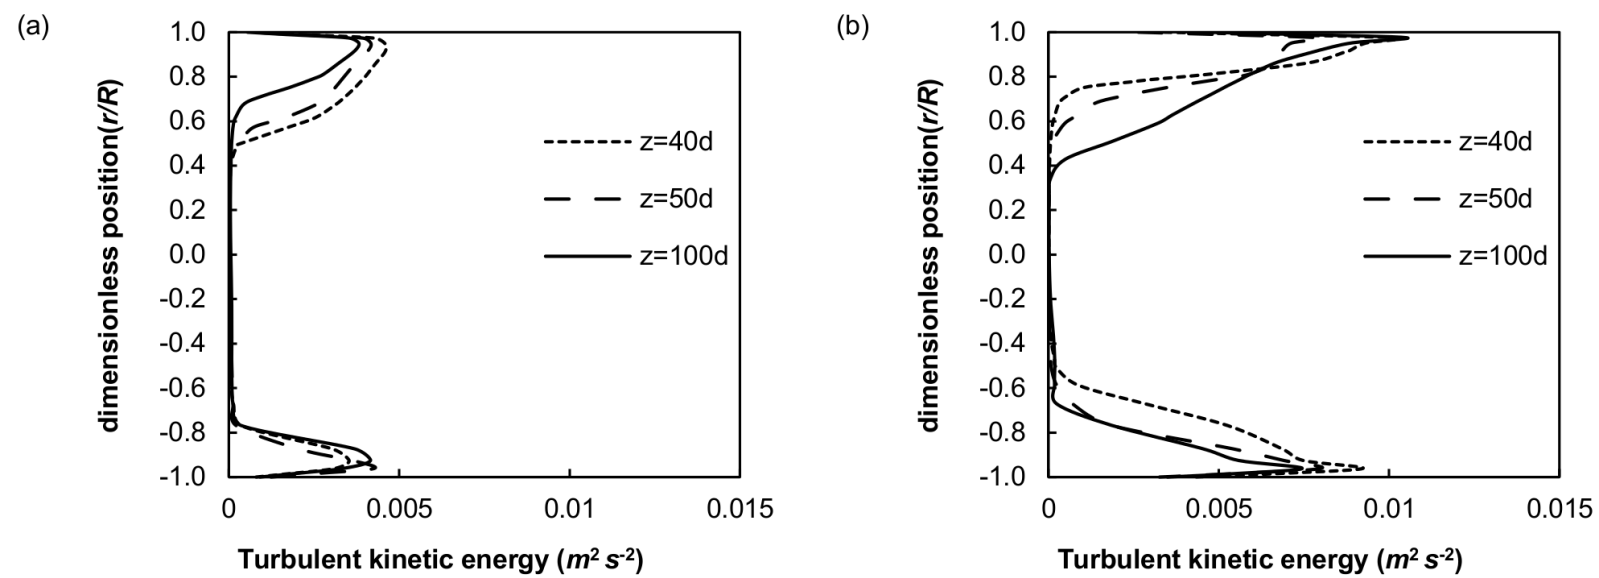 (a)
1.0
0.8
0.6
0.4
0.2
0.0
-0.2
-0.4
-0.6
-0.8
-1.0
dimensionless position(r/R)
z=40d
z=50d
z=100d
0 0.005 0.01 0.015
Turbulent kinetic energy (m² s⁻²)
(b)
1.0
0.8
0.6
0.4
0.2
0.0
-0.2
-0.4
-0.6
-0.8
-1.0
dimensionless position(r/R)
z=40d
z=50d
z=100d
0 0.005 0.01 0.015
Turbulent kinetic energy (m² s⁻²)